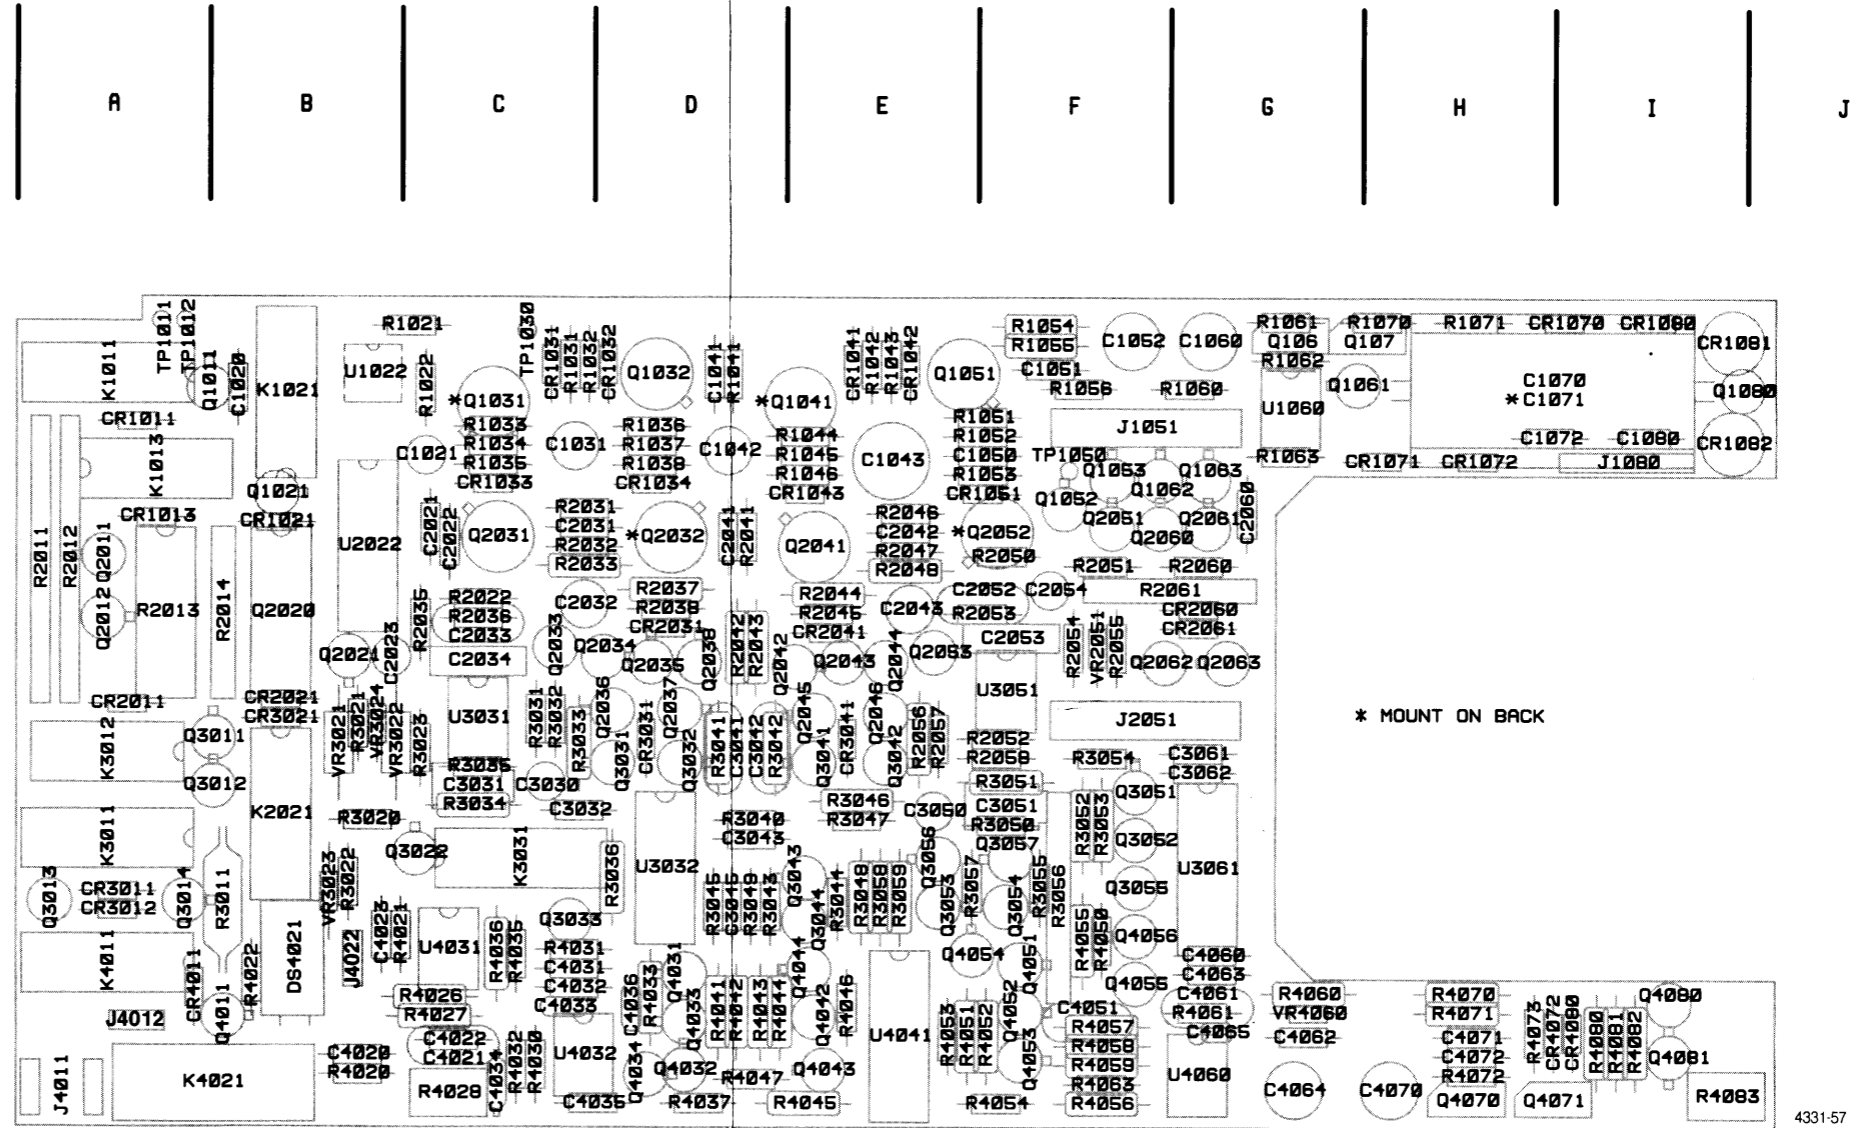 A B C D E F G H I J
TP1011 TP1012 R1021 TP1030 CR1031 R1031 R1032 CR1032 R1054 R1061 R1070 R1071 CR1070 CR1080
K1011 Q1011 C1020 K1021 U1022 R1022 Q1032 C1041 R1041 CR1041 R1042 R1043 CR1042 Q1051 R1055 C1052 C1060 Q106 Q107 CR1081
R1062
C1051
R1056 R1060 Q1061 C1070 Q1080
*Q1031 *Q1041 U1060 *C1071
CR1011 R1033 R1036 R1051 J1051
R1034 C1031 R1037 R1044 R1052 C1072 C1080 CR1082
K1013 C1021 R1035 R1038 C1042 R1045 C1043 C1050 TP1050 R1063 CR1071 CR1072 J1080
R1046 Q1053 Q1063
CR1033 CR1034 CR1043 CR1051 Q1062
Q1021 Q1052
CR1013 CR1021 R2031 R2046 Q2051 Q2061 C2060
R2011 R2012 Q2011 U2022 C2021 C2022 Q2031 C2031 *Q2032 C2041 R2041 Q2041 C2042 *Q2052 Q2060
R2032 R2047 R2050
R2033 R2048 R2051 R2060
Q2012 R2013 R2014 Q2020 R2035 R2022 C2032 R2037 R2044 C2043 C2052 C2054 R2061
R2036 R2038 R2045 R2053 CR2060
C2033 CR2031 CR2041 C2053 CR2061
Q2021 C2023 C2034 Q2033 Q2034 Q2035 Q2038 R2042 R2043 Q2042 Q2043 Q2044 Q2053 R2054 VR2051 R2055 Q2062 Q2063
U3051
CR2011 CR2021
CR3021 VR3021 R3021 VR3024 VR3022 R3023 U3031 R3031 R3032 R3033 Q2036 Q3031 CR3031 Q2037 Q3032 R3041 C3041 C3042 R3042 Q2045 Q3041 CR3041 Q2046 Q3042 R2056 R2057 J2051 * MOUNT ON BACK
K3012 Q3011 R2052 C3061
R2058 R3054 C3062
Q3012 R3035 C3031 C3030 R3051 Q3051
R3034 C3032 R3046 C3050 C3051
K3011 K2021 R3020 R3040 R3047 R3050 R3052 R3053 Q3052
Q3022 K3031 C3043 Q3057 U3061
R3036 U3032 Q3056
Q3013 CR3011 Q3014 R3011 VR3023 R3022 R3045 C3045 R3049 R3043 Q3043 Q3044 R3044 R3048 R3058 R3059 Q3053 R3057 Q3054 R3055 R3056 Q3055
CR3012
Q3033
K4011 CR4011 R4022 DS4021 J4022 C4023 R4021 U4031 R4036 R4035 R4031 Q4031 Q4044 Q4054 Q4051 R4055 R4050 Q4056
C4031 C4060
C4032 C4063
Q4055
J4012 Q4011 R4026 C4033 C4036 R4033 Q4033 R4041 R4042 R4043 R4044 Q4042 R4046 U4041 R4053 R4051 R4052 Q4052 C4051 C4061 R4060 R4070 R4073 CR4072 CR4080 Q4080
R4027 R4057 R4061 VR4060 R4071
C4022 R4058 C4065 C4062 C4071 R4080 R4081 R4082
J4011 K4021 C4020 C4021 R4032 R4030 U4032 Q4034 Q4032 R4047 Q4043 Q4053 R4059 U4060 C4072 Q4081
R4020 R4063 R4072
R4028 C4034 C4035 R4037 R4045 R4054 R4056 C4064 C4070 Q4070 Q4071 R4083
4331-57